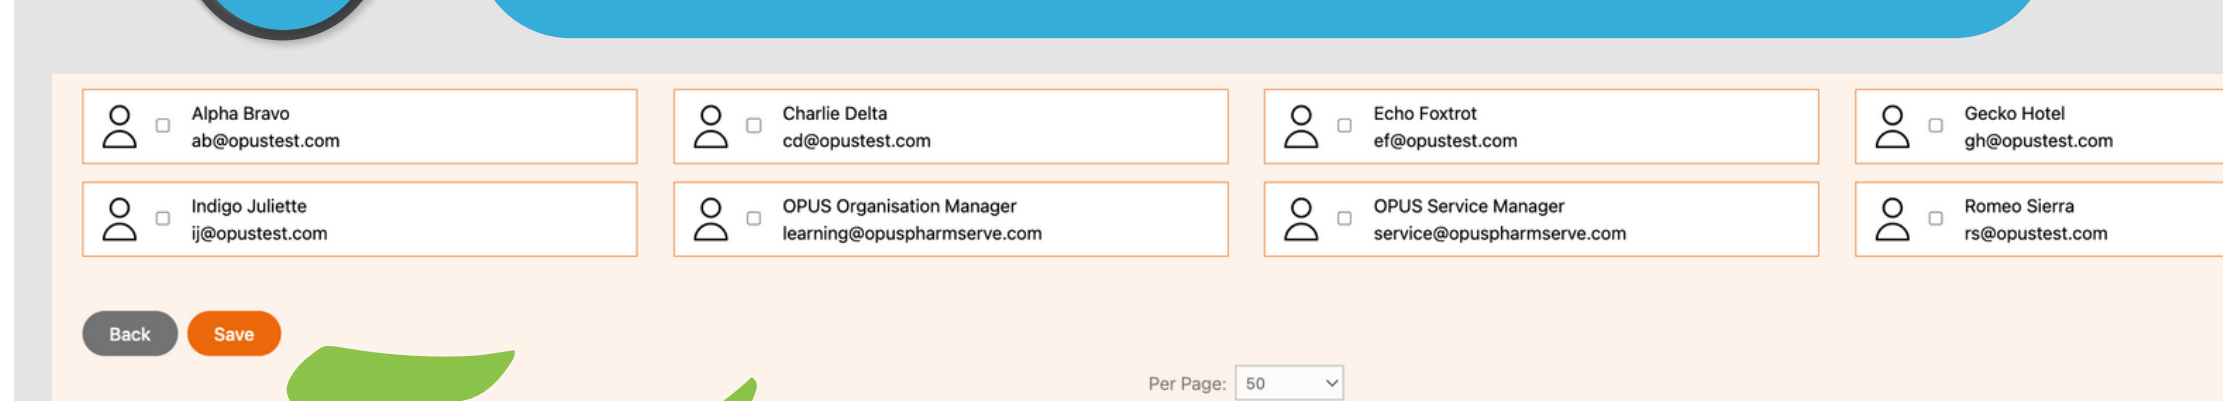 Alpha Bravo
ab@opustest.com
Charlie Delta
cd@opustest.com
Echo Foxtrot
ef@opustest.com
Gecko Hotel
gh@opustest.com
Indigo Juliette
ij@opustest.com
OPUS Organisation Manager
learning@opuspharmserve.com
OPUS Service Manager
service@opuspharmserve.com
Romeo Sierra
rs@opustest.com
Back
Save
Per Page: 50